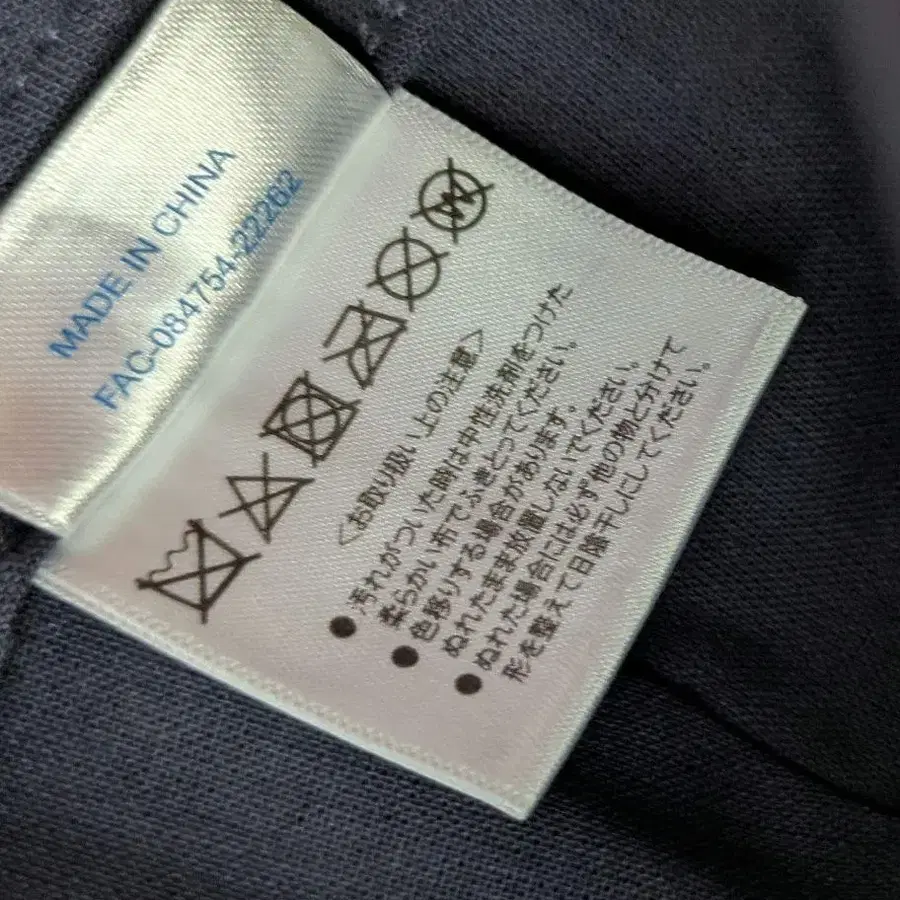 MADE IN CHINA
FAC-084754-22262
W
<お取り扱い上の注意>
●汚れがついた時は中性洗剤をつけた
柔らかい布でふきとってください。
●色移りする場合があります。
ぬれたまま放置しないでください。
●ぬれた場合には必ず他の物と分けて
形を整えて日陰干しにしてください。